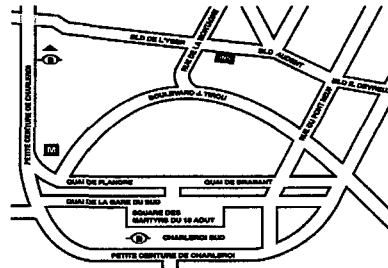 BLD DE L'YSER
RUE DE LA MONTAGNE
BLD AUDENT
BLD S. DEVREUX
B
PETITE CEINTURE DE CHARLEROI
BOULEVARD J. TIROU
RUE DU PONT NEUF
M
QUAI DE FLANDRE
QUAI DE BRABANT
QUAI DE LA GARE DU SUD
SQUARE DES
MARTYRS DU 18 AOUT
B
CHARLEROI SUD
PETITE CEINTURE DE CHARLEROI